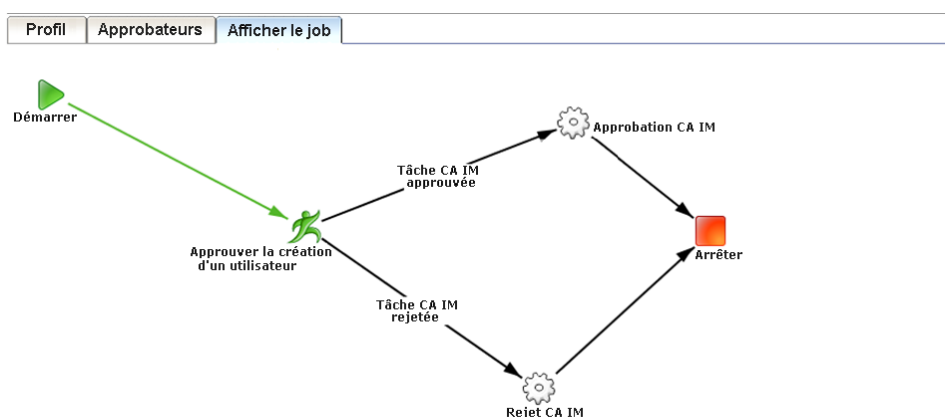 Profil
Approbateurs
Afficher le job
Démarrer
Approbation CA IM
Tâche CA IM
approuvée
Approuver la création
d'un utilisateur
Arrêter
Tâche CA IM
rejetée
Rejet CA IM